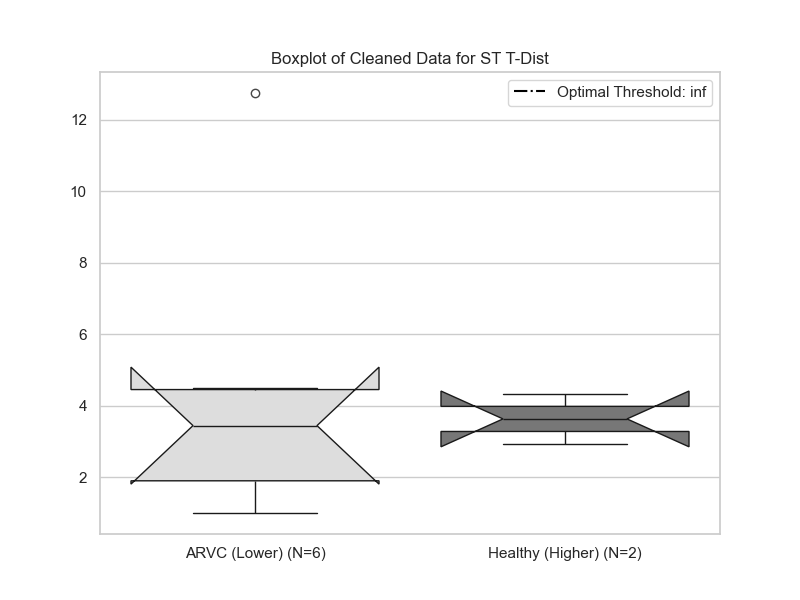 Boxplot of Cleaned Data for ST T-Dist
Optimal Threshold: inf
12
10
8
6
4
2
ARVC (Lower) (N=6)
Healthy (Higher) (N=2)